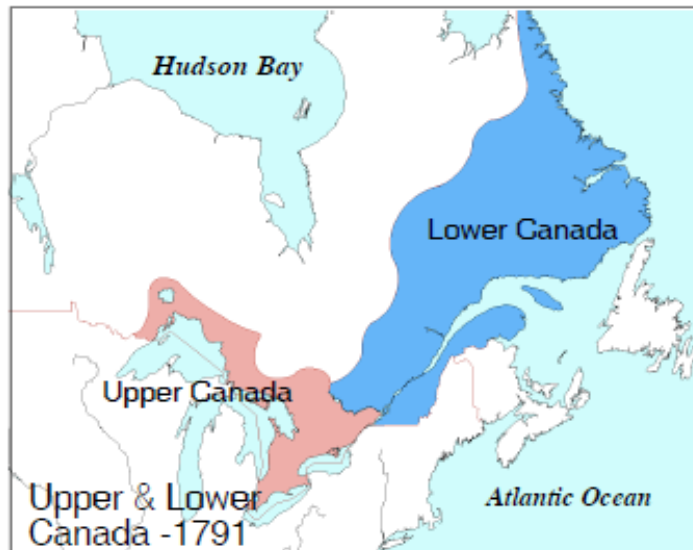 Hudson Bay
Lower Canada
Upper Canada
Upper & Lower
Canada -1791
Atlantic Ocean